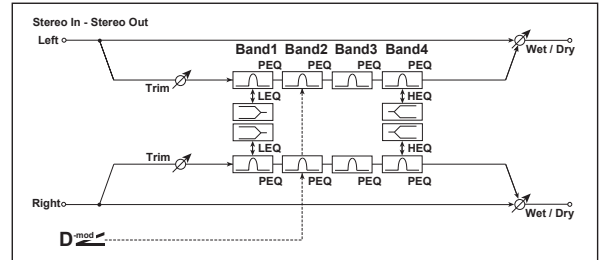 Stereo In - Stereo Out
Left
Wet / Dry
Band1 Band2 Band3 Band4
PEQ PEQ PEQ PEQ
Trim
LEQ HEQ
LEQ HEQ
Trim
PEQ PEQ PEQ PEQ
Right
Wet / Dry
D-mod